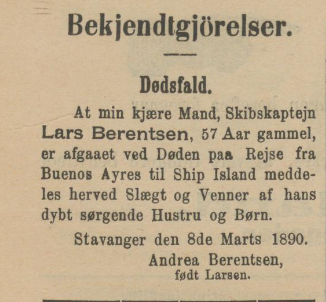 Bekjendtgjörelser.
Dødsfald.
At min kjære Mand, Skibskaptejn
Lars Berentsen, 57 Aar gammel,
er afgaaet ved Døden paa Rejse fra
Buenos Ayres til Ship Island medde-
les herved Slægt og Venner af hans
dybt sørgende Hustru og Børn.
Stavanger den 8de Marts 1890.
Andrea Berentsen,
født Larsen.